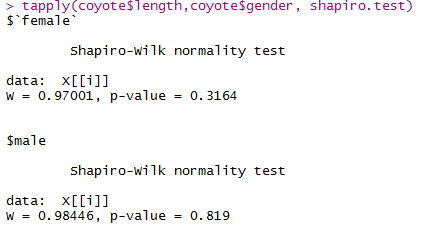 > tapply(coyote$length,coyote$gender, shapiro.test)
$`female`
Shapiro-Wilk normality test
data:  X[[i]]
W = 0.97001, p-value = 0.3164
$male
Shapiro-Wilk normality test
data:  X[[i]]
W = 0.98446, p-value = 0.819